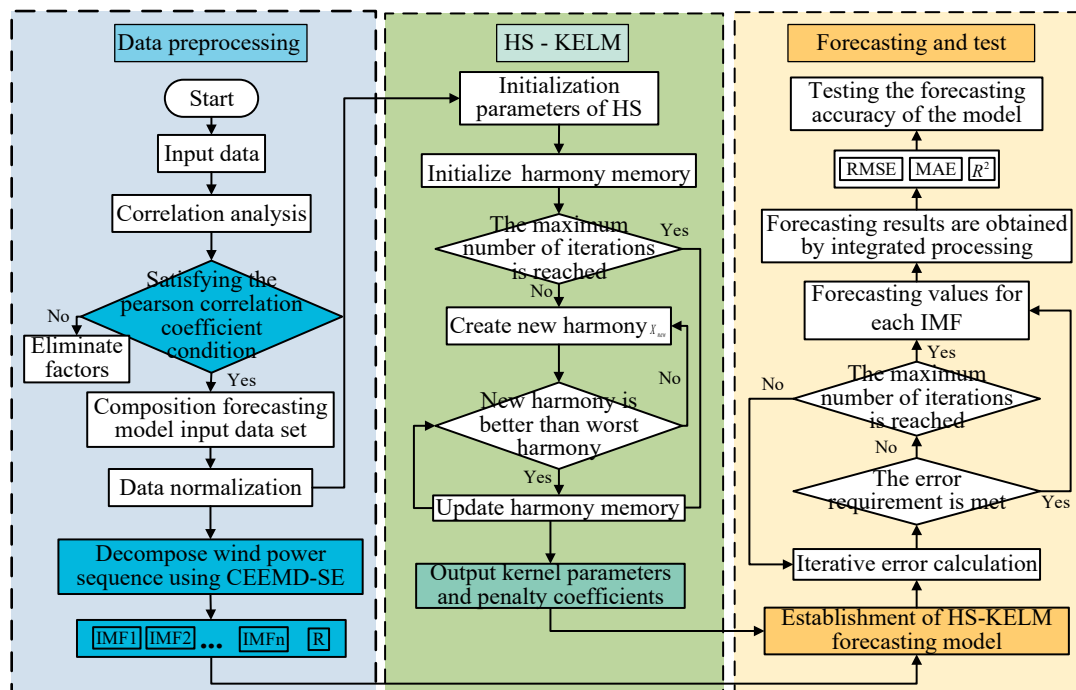 Data preprocessing
Start
Input data
Correlation analysis
Satisfying the
pearson correlation
coefficient
condition
No
Eliminate
factors
Yes
Composition forecasting
model input data set
Data normalization
Decompose wind power
sequence using CEEMD-SE
IMF1 IMF2 ... IMFn R
HS - KELM
Initialization
parameters of HS
Initialize harmony memory
The maximum
number of iterations
is reached
Yes
No
Create new harmony X_new
No
New harmony is
better than worst
harmony
Yes
Update harmony memory
Output kernel parameters
and penalty coefficients
Forecasting and test
Testing the forecasting
accuracy of the model
RMSE MAE R²
Forecasting results are obtained
by integrated processing
Forecasting values for
each IMF
Yes
No
The maximum
number of iterations
is reached
No
The error
requirement is met
Yes
Iterative error calculation
Establishment of HS-KELM
forecasting model